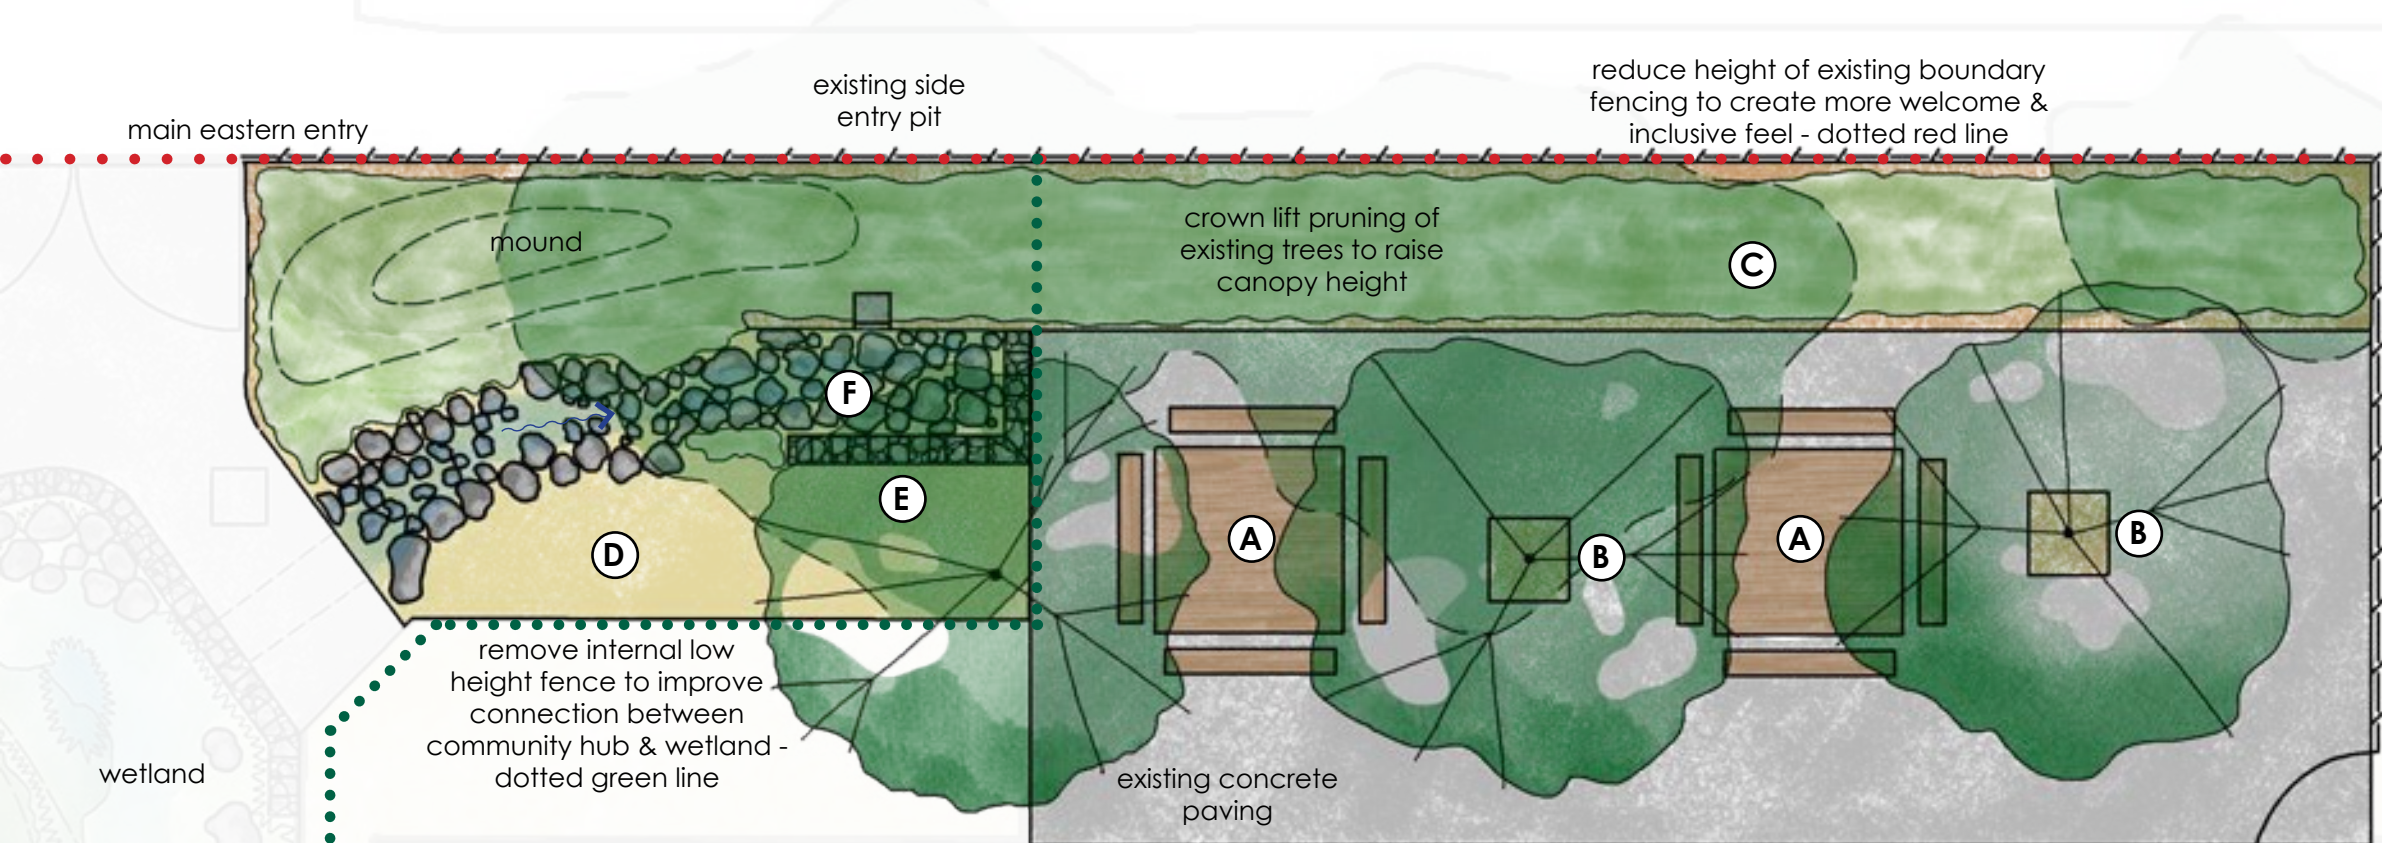 main eastern entry
existing side
entry pit
reduce height of existing boundary
fencing to create more welcome &
inclusive feel - dotted red line
mound
crown lift pruning of
existing trees to raise
canopy height
C
F
E
D
A
B
A
B
remove internal low
height fence to improve
connection between
community hub & wetland -
dotted green line
wetland
existing concrete
paving